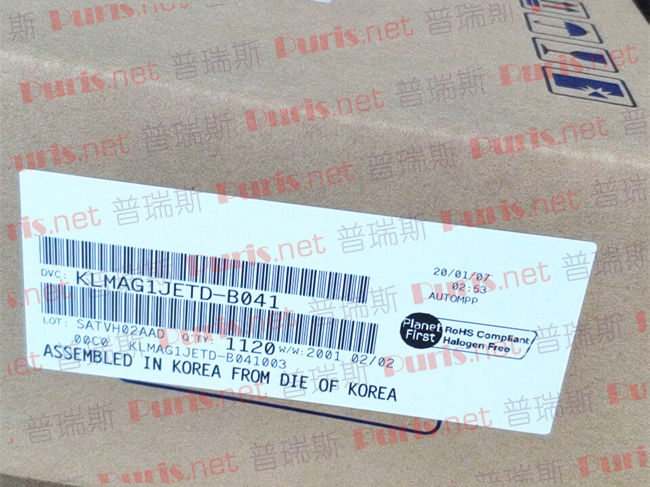 20/01/07
02:53
AUTOMPP
DVC: KLMAG1JETD-B041
LOT: SATVH02AAD Q'TY: 1120 W/W:2001 02/02
00C0 KLMAG1JETD-B041003
ASSEMBLED IN KOREA FROM DIE OF KOREA
Planet First
RoHS Compliant
Halogen Free
Puris.net 普瑞斯